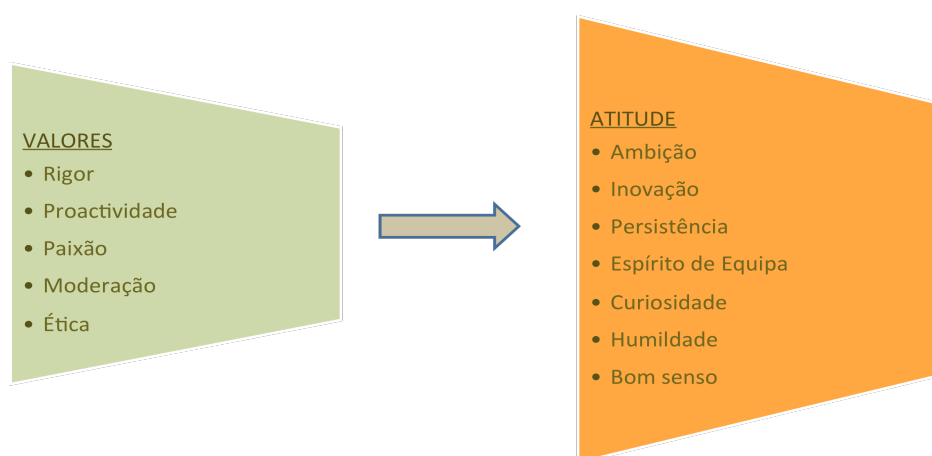 VALORES
• Rigor
• Proactividade
• Paixão
• Moderação
• Ética
ATITUDE
• Ambição
• Inovação
• Persistência
• Espírito de Equipa
• Curiosidade
• Humildade
• Bom senso